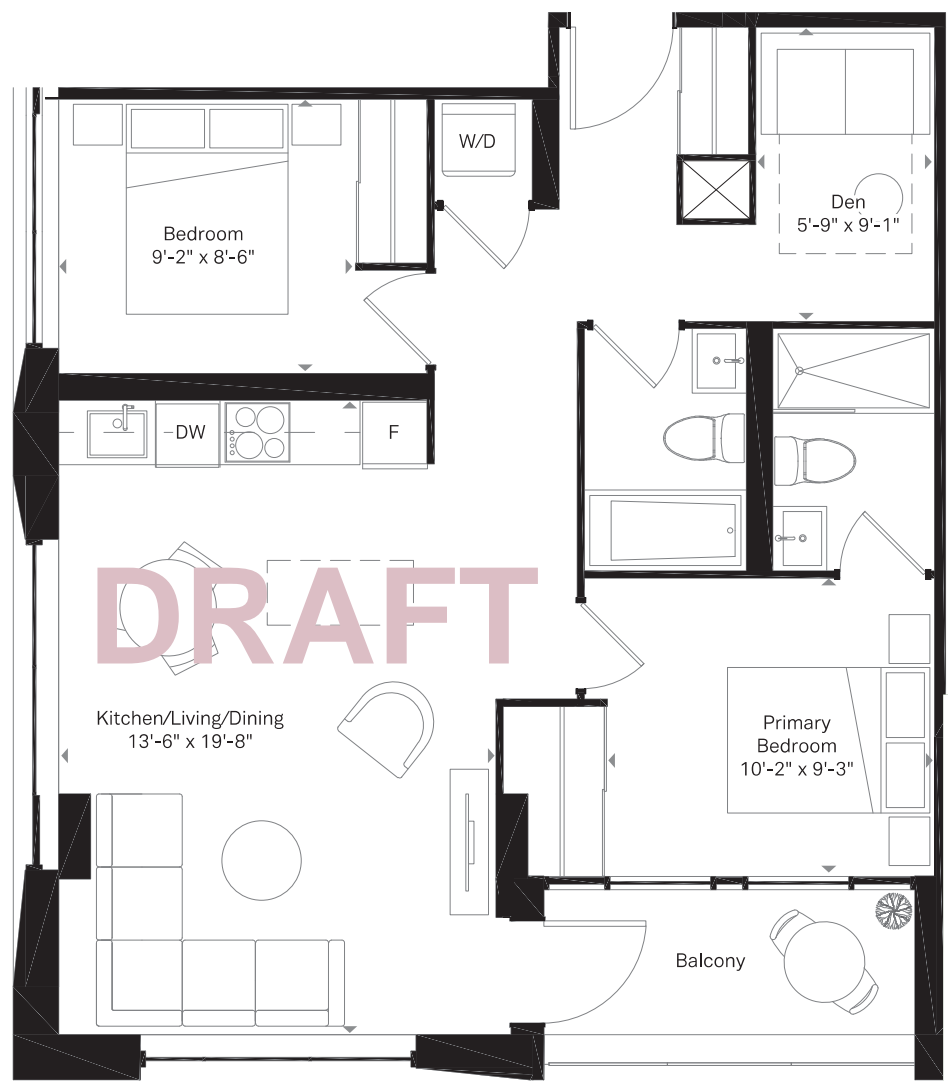 W/D
Bedroom
9'-2" x 8'-6"
Den
5'-9" x 9'-1"
DW
F
DRAFT
Kitchen/Living/Dining
13'-6" x 19'-8"
Primary
Bedroom
10'-2" x 9'-3"
Balcony